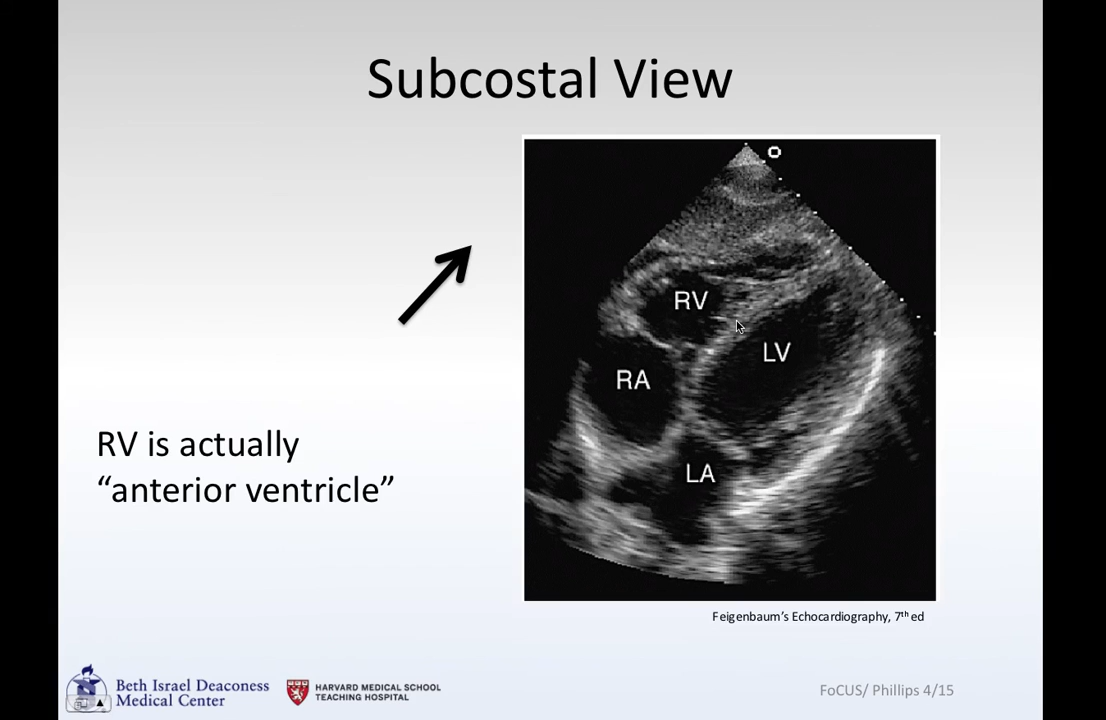 Subcostal View
RV
LV
RA
LA
RV is actually
“anterior ventricle”
Feigenbaum’s Echocardiography, 7th ed
Beth Israel Deaconess
Medical Center
HARVARD MEDICAL SCHOOL
TEACHING HOSPITAL
FoCUS/ Phillips 4/15